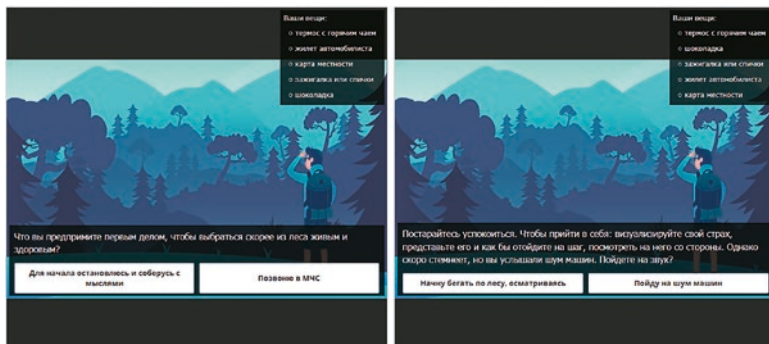 Ваши вещи:
○ термос с горячим чаем
○ жилет автомобилиста
○ карта местности
○ зажигалка или спички
○ шоколадка
Что вы предпримите первым делом, чтобы выбраться скорее из леса живым и
здоровым?
Для начала остановлюсь и соберусь с
мыслями
Позвоню в МЧС
Ваши вещи:
○ термос с горячим чаем
○ шоколадка
○ зажигалка или спички
○ жилет автомобилиста
○ карта местности
Постарайтесь успокоиться. Чтобы прийти в себя: визуализируйте свой страх,
представьте его и как бы отойдите на шаг, посмотреть на него со стороны. Однако
скоро стемнеет, но вы услышали шум машин. Пойдете на звук?
Начну бегать по лесу, осматриваясь
Пойду на шум машин